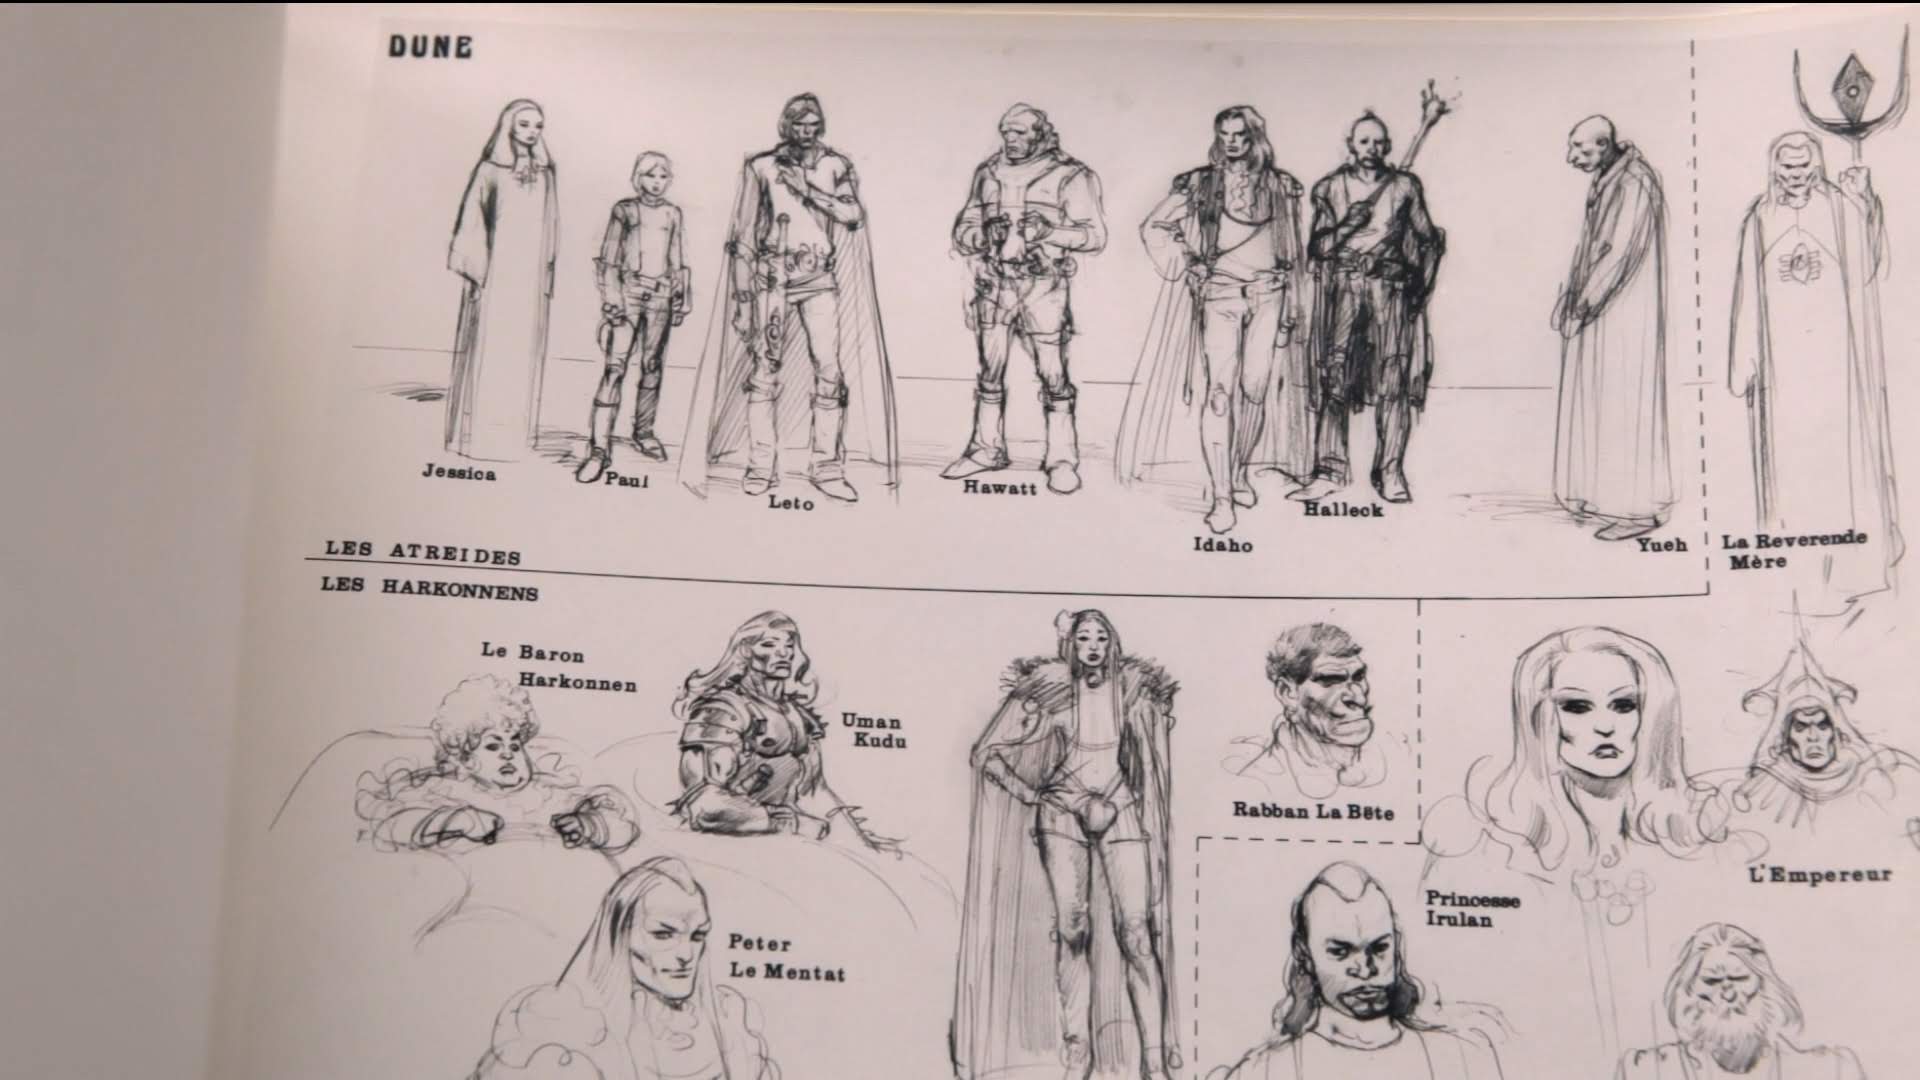 DUNE
Jessica
Paul
Leto
Hawatt
Idaho
Halleck
Yueh
La Reverende
Mère
LES ATREIDES
LES HARKONNENS
Le Baron
Harkonnen
Uman
Kudu
Rabban La Bête
L'Empereur
Princesse
Irulan
Peter
Le Mentat